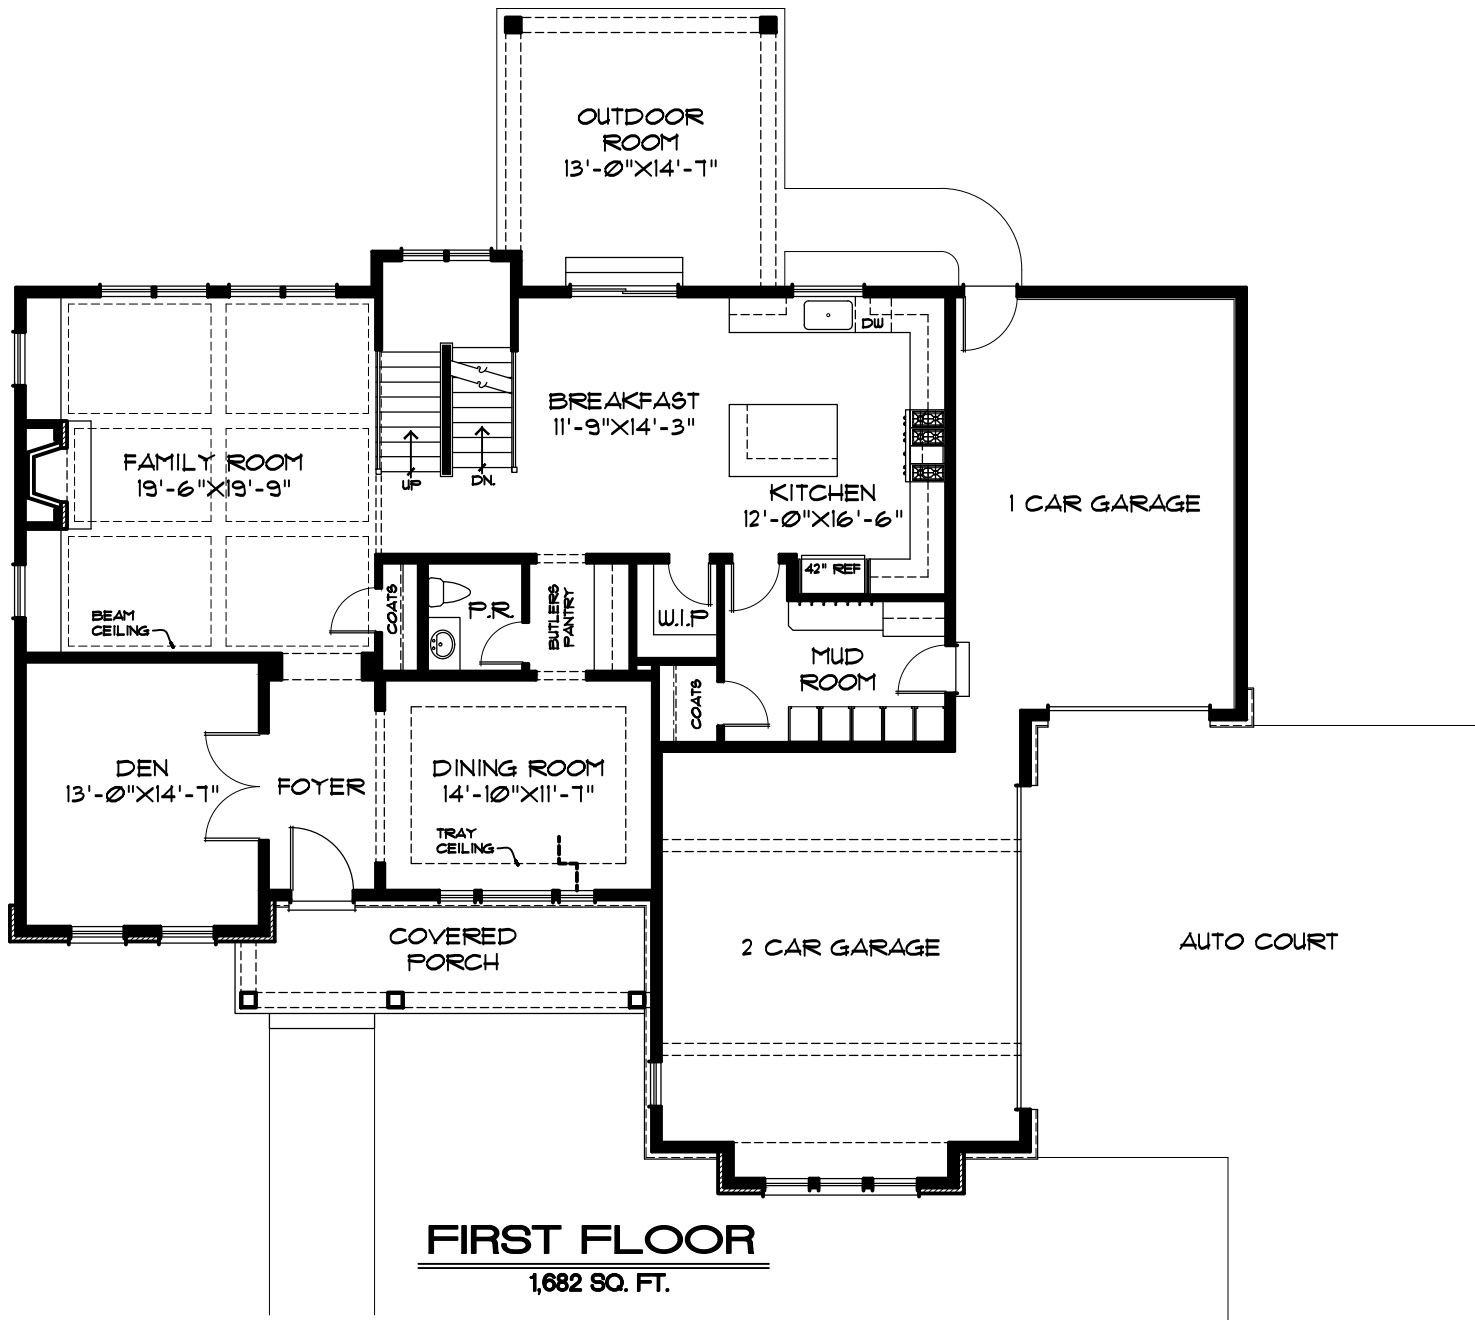 OUTDOOR
ROOM
13'-0"X14'-7"
DW
BREAKFAST
11'-9"X14'-3"
FAMILY ROOM
19'-6"X19'-9"
UP
DN.
KITCHEN
12'-0"X16'-6"
1 CAR GARAGE
42" REF
COATS
P.R.
BUTLERS
PANTRY
W.I.P
BEAM
CEILING
MUD
ROOM
COATS
DEN
13'-0"X14'-7"
FOYER
DINING ROOM
14'-10"X11'-7"
TRAY
CEILING
COVERED
PORCH
2 CAR GARAGE
AUTO COURT
FIRST FLOOR
1,682 SQ. FT.